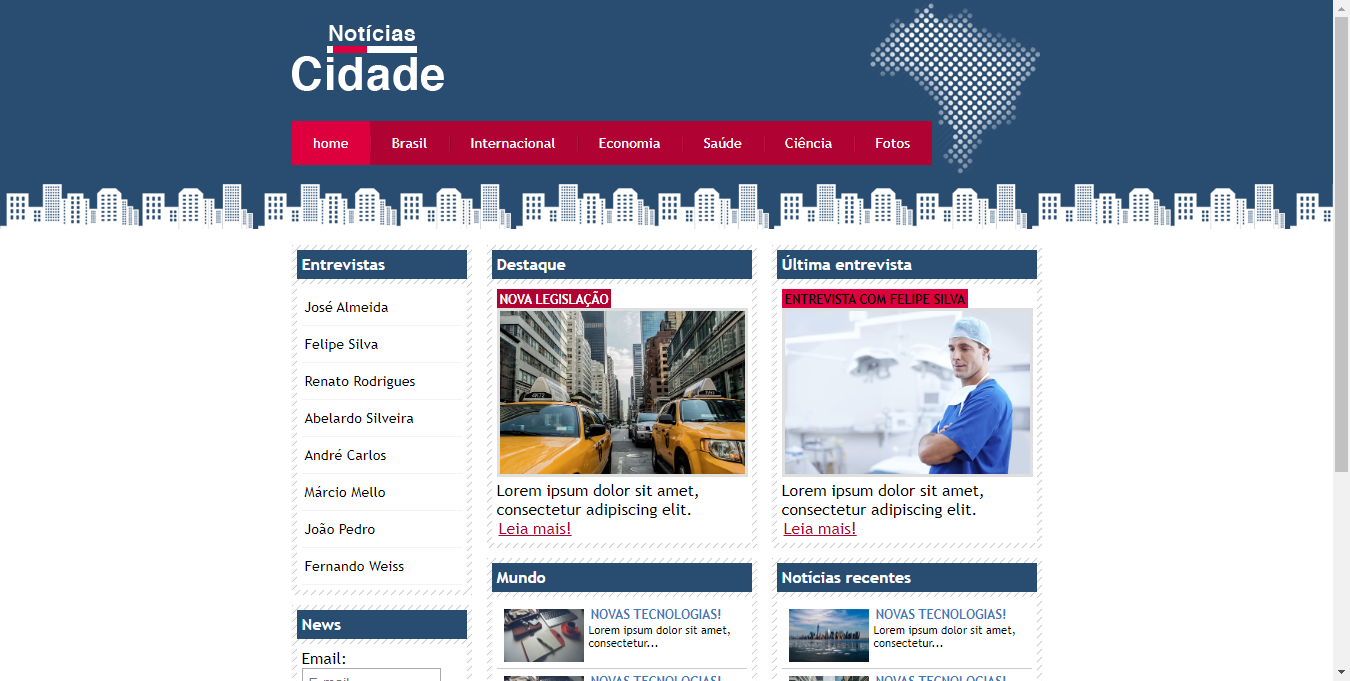 Notícias
Cidade
home Brasil Internacional Economia Saúde Ciência Fotos
Entrevistas
José Almeida
Felipe Silva
Renato Rodrigues
Abelardo Silveira
André Carlos
Márcio Mello
João Pedro
Fernando Weiss
News
Email:
Destaque
NOVA LEGISLAÇÃO
Lorem ipsum dolor sit amet,
consectetur adipiscing elit.
Leia mais!
Última entrevista
ENTREVISTA COM FELIPE SILVA
Lorem ipsum dolor sit amet,
consectetur adipiscing elit.
Leia mais!
Mundo
NOVAS TECNOLOGIAS!
Lorem ipsum dolor sit amet,
consectetur...
NOVAS TECNOLOGIAS!
Notícias recentes
NOVAS TECNOLOGIAS!
Lorem ipsum dolor sit amet,
consectetur...
NOVAS TECNOLOGIAS!